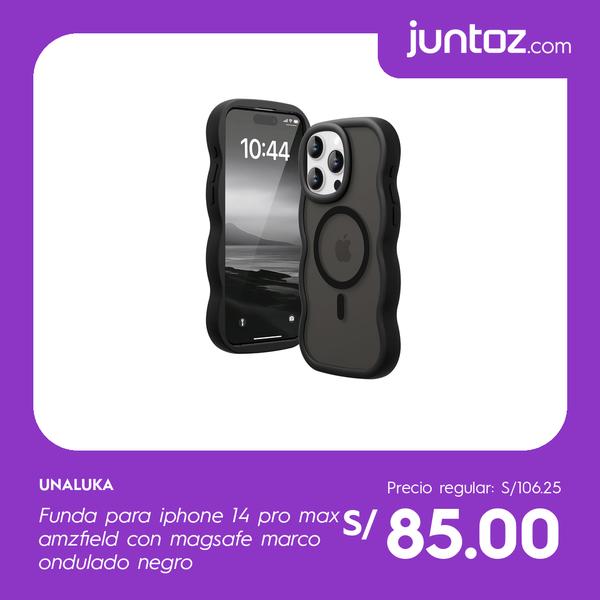 juntoz.com
10:44
UNALUKA
Funda para iphone 14 pro max
amzfield con magsafe marco
ondulado negro
Precio regular: S/106.25
S/ 85.00